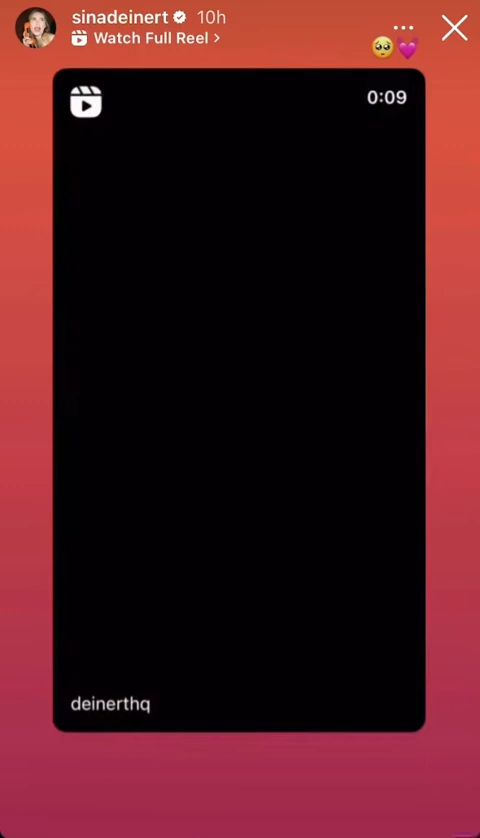 sinadeinert 10h
Watch Full Reel >
🥺💓
0:09
deinerthq